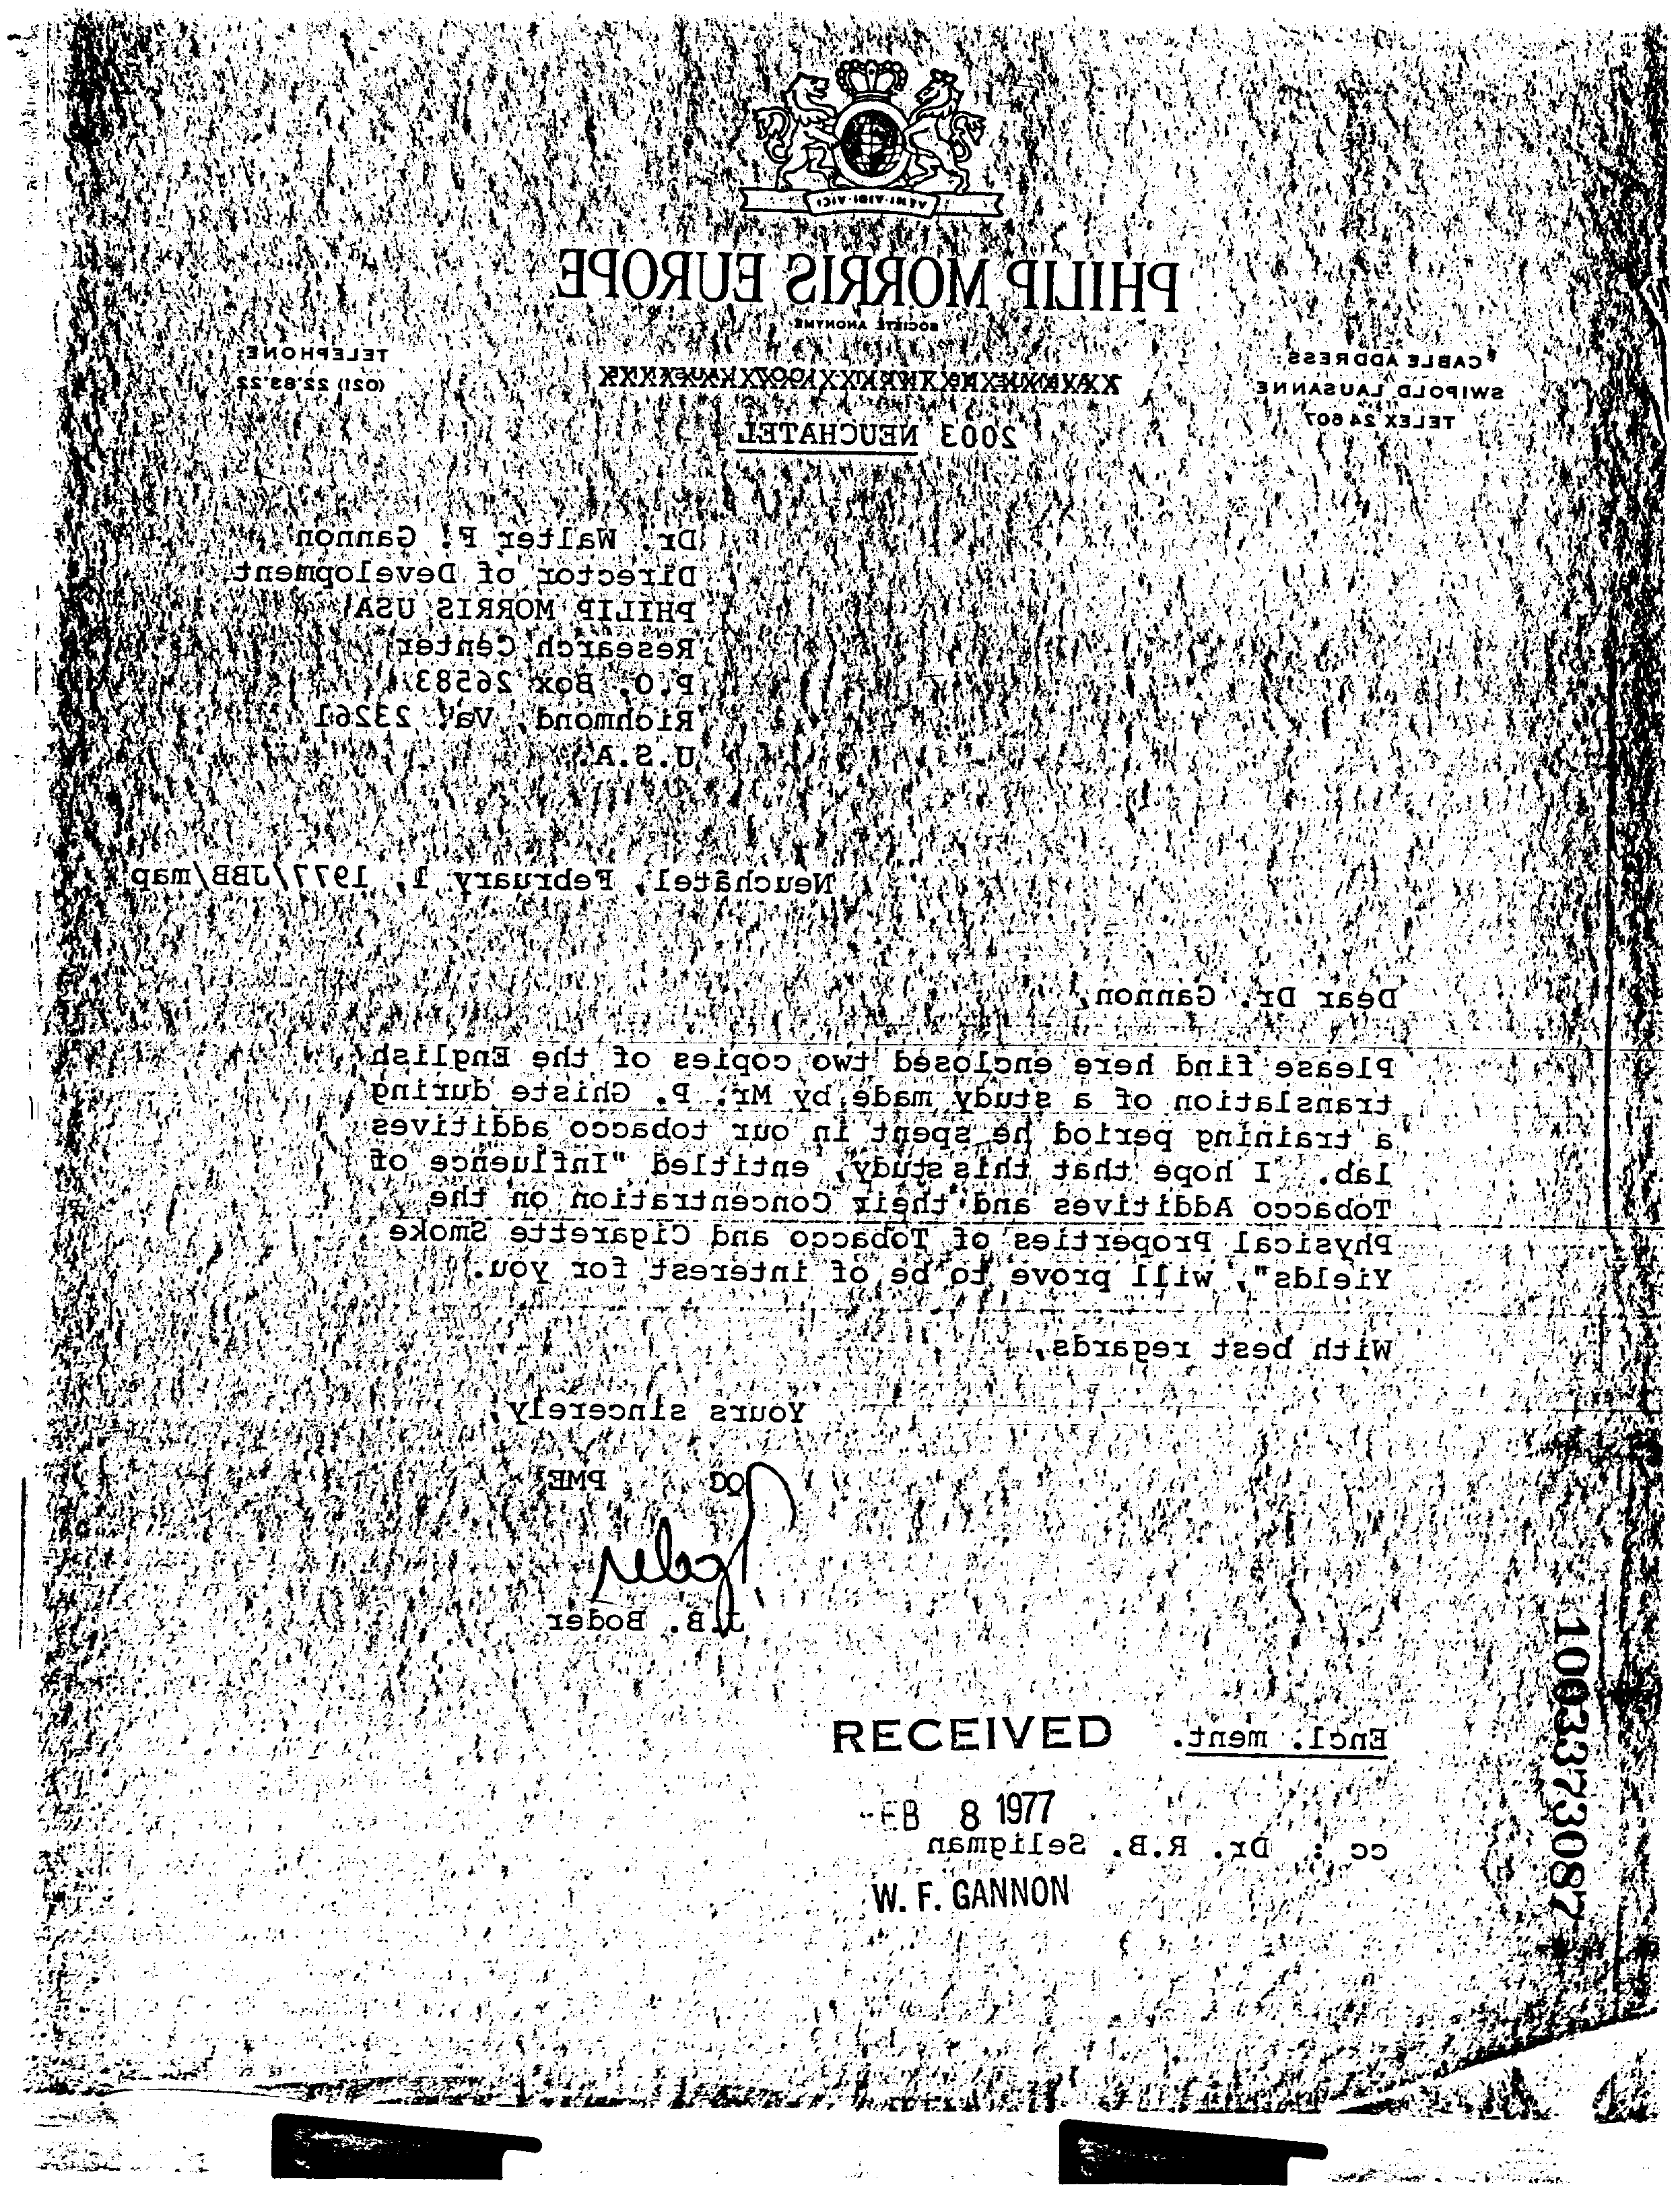 VENI·VIDI·VICI
PHILIP MORRIS EUROPE
SOCIÉTÉ ANONYME
CABLE ADDRESS:
SWIPOLD LAUSANNE
TELEX 24 607
TELEPHONE:
(021) 22'83'22
2003 NEUCHATEL
Dr. Walter F. Gannon
Director of Development
PHILIP MORRIS USA
Research Center
P.O. Box 26583
Richmond, Va. 23261
U.S.A.
Neuchâtel, February 1, 1977/JBB/map
Dear Dr. Gannon,
Please find here enclosed two copies of the English
translation of a study made by Mr. P. Ghiste during
a training period he spent in our tobacco additives
lab. I hope that this study, entitled "Influence of
Tobacco Additives and their Concentration on the
Physical Properties of Tobacco and Cigarette Smoke
Yields", will prove to be of interest for you.
With best regards,
Yours sincerely,
QC PME
J.B. Boder
Encl. ment.
RECEIVED
FEB 8 1977
cc : Dr. R.B. Seligman
W. F. GANNON
1003373087